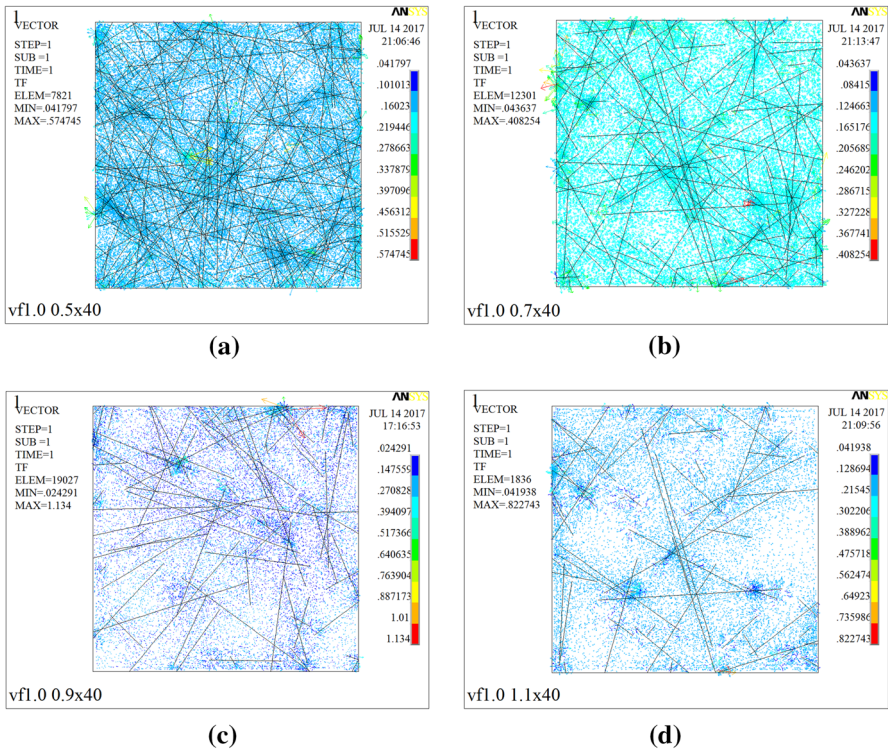 1
ANSYS
VECTOR
JUL 14 2017
21:06:46
STEP=1
SUB =1
TIME=1
TF
ELEM=7821
MIN=.041797
MAX=.574745
.041797
.101013
.16023
.219446
.278663
.337879
.397096
.456312
.515529
.574745
vf1.0 0.5x40
(a)
1
ANSYS
VECTOR
JUL 14 2017
21:13:47
STEP=1
SUB =1
TIME=1
TF
ELEM=12301
MIN=.043637
MAX=.408254
.043637
.08415
.124663
.165176
.205689
.246202
.286715
.327228
.367741
.408254
vf1.0 0.7x40
(b)
1
ANSYS
VECTOR
JUL 14 2017
17:16:53
STEP=1
SUB =1
TIME=1
TF
ELEM=19027
MIN=.024291
MAX=1.134
.024291
.147559
.270828
.394097
.517366
.640635
.763904
.887173
1.01
1.134
vf1.0 0.9x40
(c)
1
ANSYS
VECTOR
JUL 14 2017
21:09:56
STEP=1
SUB =1
TIME=1
TF
ELEM=1836
MIN=.041938
MAX=.822743
.041938
.128694
.21545
.302206
.388962
.475718
.562474
.64923
.735986
.822743
vf1.0 1.1x40
(d)